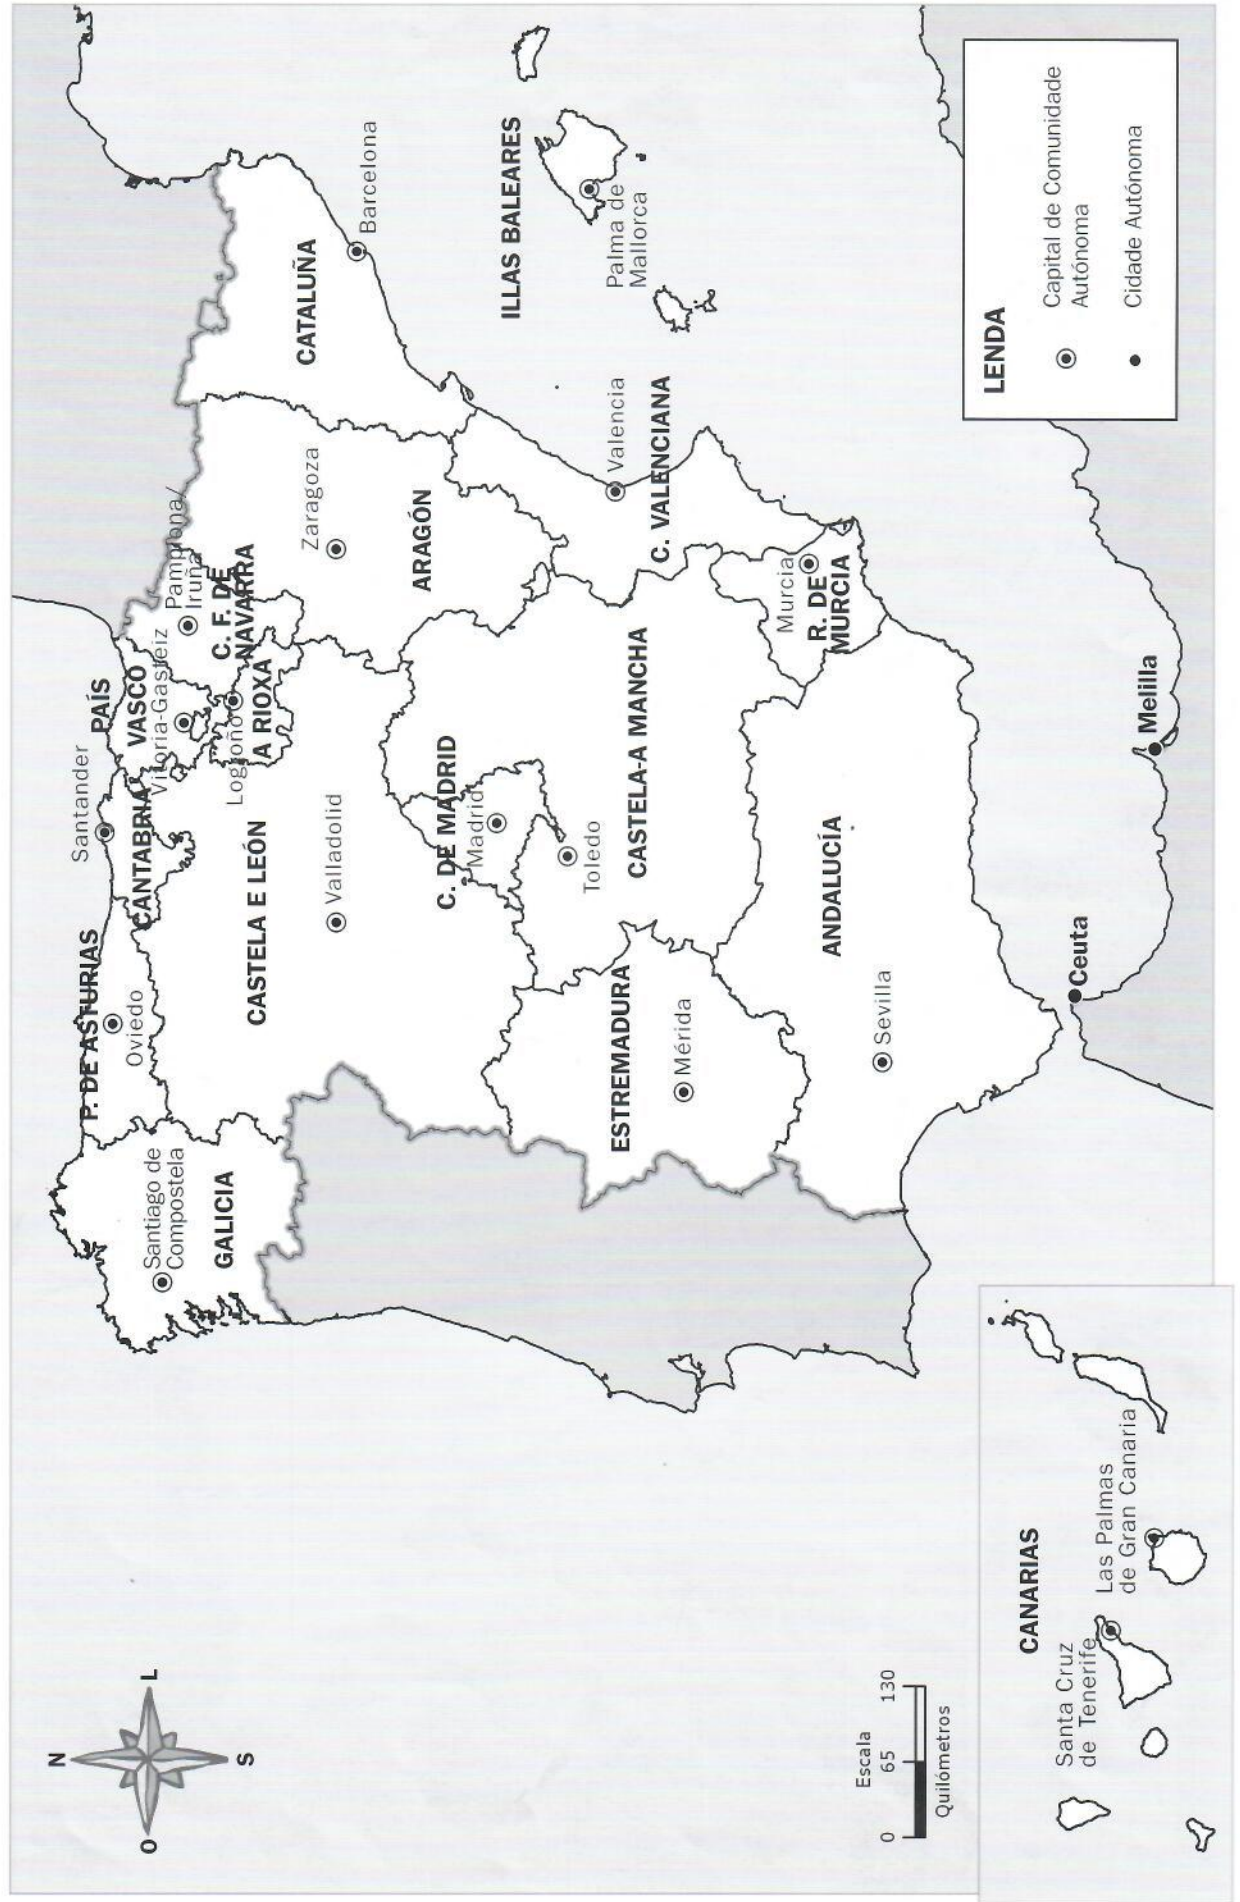 P. DE ASTURIAS
Oviedo
Santander
CANTABRIA
PAÍS
VASCO
Vitoria-Gasteiz
Pamplona/
Iruña
C. F. DE
NAVARRA
Logroño
A RIOXA
Santiago de
Compostela
GALICIA
CASTELA E LEÓN
Valladolid
Zaragoza
ARAGÓN
CATALUÑA
Barcelona
C. DE MADRID
Madrid
Toledo
CASTELA-A MANCHA
ESTREMADURA
Mérida
Valencia
C. VALENCIANA
ILLAS BALEARES
Palma de
Mallorca
Murcia
R. DE
MURCIA
ANDALUCÍA
Sevilla
Ceuta
Melilla
N
O
L
S
Escala
0 65 130
Quilómetros
CANARIAS
Santa Cruz
de Tenerife
Las Palmas
de Gran Canaria
LENDA
Capital de Comunidade
Autónoma
Cidade Autónoma